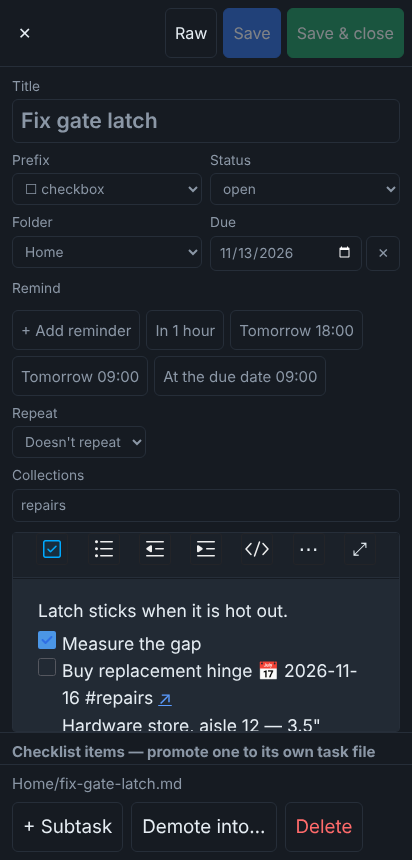 × Raw Save Save & close
Title
Fix gate latch
Prefix Status
☐ checkbox open
Folder Due
Home 11/13/2026 ×
Remind
+ Add reminder In 1 hour Tomorrow 18:00
Tomorrow 09:00 At the due date 09:00
Repeat
Doesn't repeat
Collections
repairs
Latch sticks when it is hot out.
Measure the gap
Buy replacement hinge 📅 2026-11-
16 #repairs ↗
Hardware store, aisle 12 — 3.5"
Checklist items — promote one to its own task file
Home/fix-gate-latch.md
+ Subtask Demote into... Delete